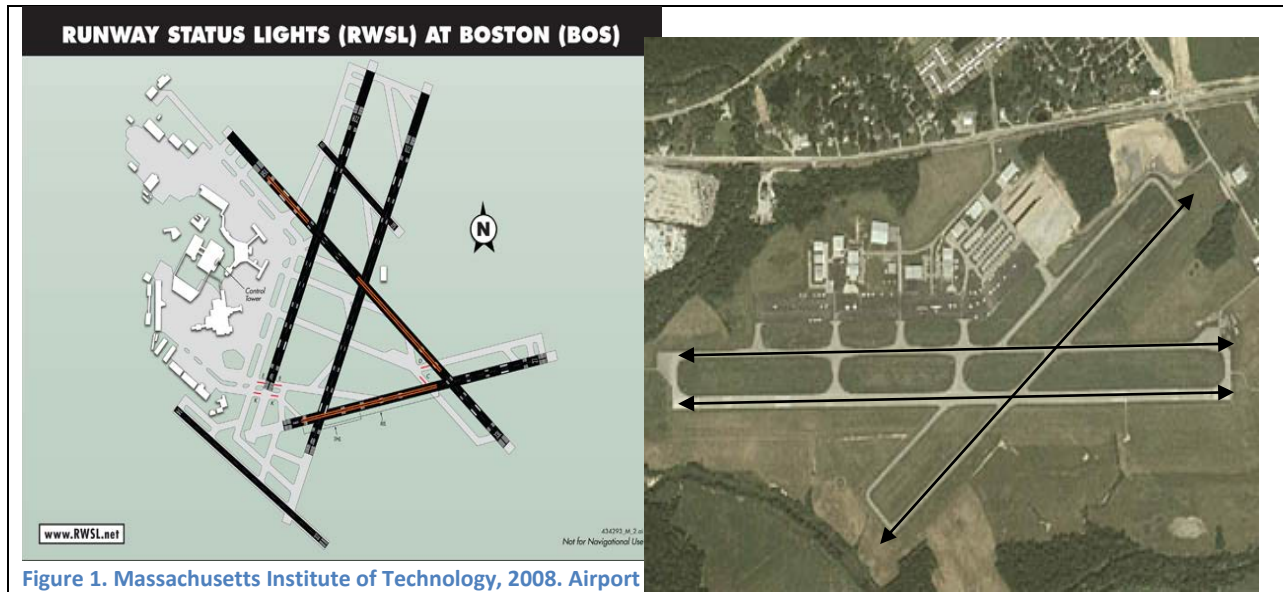 RUNWAY STATUS LIGHTS (RWSL) AT BOSTON (BOS)
N
Control
Tower
www.RWSL.net
Not for Navigational Use
Figure 1. Massachusetts Institute of Technology, 2008. Airport